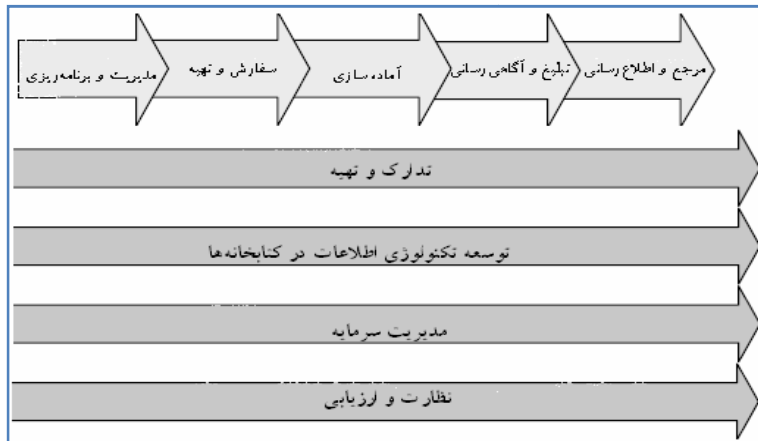 مرجع و اطلاع رسانی
تبلیغ و آگاهی رسانی
آماده سازی
سفارش و تهیه
مدیریت و برنامه ریزی
تدارک و تهیه
توسعه تکنولوژی اطلاعات در کتابخانه‌ها
مدیریت سرمایه
نظارت و ارزیابی